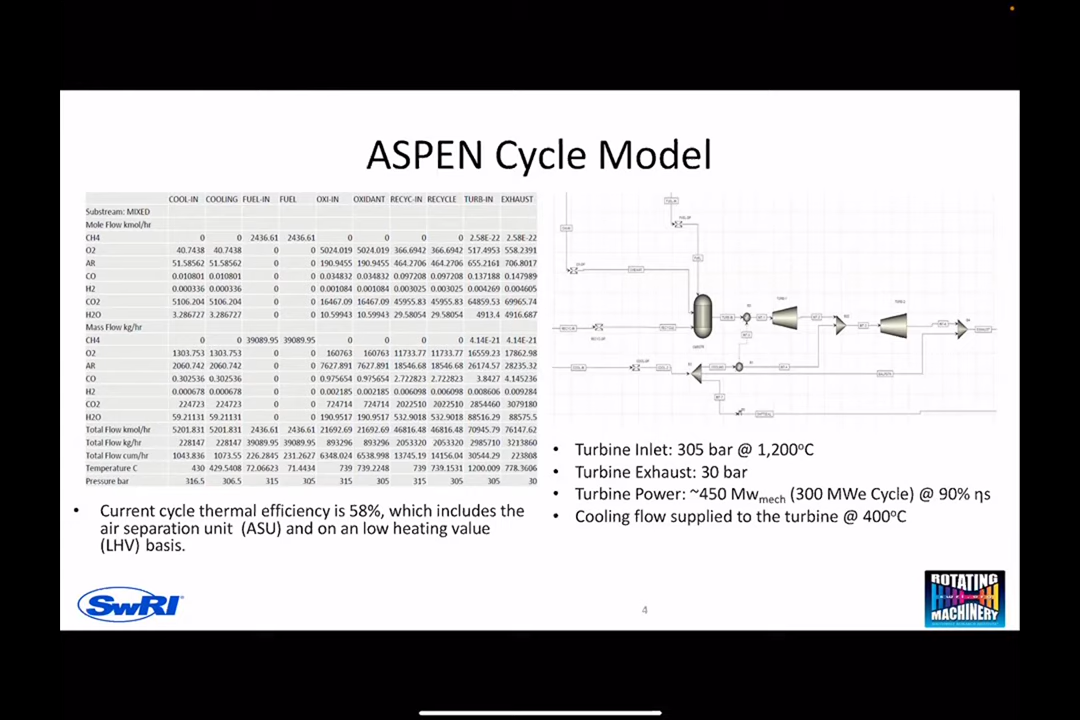 ASPEN Cycle Model
COOL-IN COOLING FUEL-IN FUEL OXI-IN OXIDANT RECYC-IN RECYCLE TURB-IN EXHAUST
Substream: MIXED
Mole Flow kmol/hr
CH4 0 0 2436.61 2436.61 0 0 0 0 2.58E-22 2.58E-22
O2 40.7438 40.7438 0 0 5024.019 5024.019 366.6942 366.6942 517.4953 558.2391
AR 51.58562 51.58562 0 0 190.9455 190.9455 464.2706 464.2706 655.2161 706.8017
CO 0.010801 0.010801 0 0 0.034832 0.034832 0.097208 0.097208 0.137188 0.147989
H2 0.000336 0.000336 0 0 0.001084 0.001084 0.003025 0.003025 0.004269 0.004605
CO2 5106.204 5106.204 0 0 16467.09 16467.09 45955.83 45955.83 64859.53 69965.74
H2O 3.286727 3.286727 0 0 10.59943 10.59943 29.58054 29.58054 4913.4 4916.687
Mass Flow kg/hr
CH4 0 0 39089.95 39089.95 0 0 0 0 4.14E-21 4.14E-21
O2 1303.753 1303.753 0 0 160763 160763 11733.77 11733.77 16559.23 17862.98
AR 2060.742 2060.742 0 0 7627.891 7627.891 18546.68 18546.68 26174.57 28235.32
CO 0.302536 0.302536 0 0 0.975654 0.975654 2.722823 2.722823 3.8427 4.145236
H2 0.000678 0.000678 0 0 0.002185 0.002185 0.006098 0.006098 0.008606 0.009284
CO2 224723 224723 0 0 724714 724714 2022510 2022510 2854460 3079180
H2O 59.21131 59.21131 0 0 190.9517 190.9517 532.9018 532.9018 88516.29 88575.5
Total Flow kmol/hr 5201.831 5201.831 2436.61 2436.61 21692.69 21692.69 46816.48 46816.48 70945.79 76147.62
Total Flow kg/hr 228147 228147 39089.95 39089.95 893296 893296 2053320 2053320 2985710 3213860
Total Flow cum/hr 1043.836 1073.55 226.2845 231.2627 6348.024 6538.998 13745.19 14156.04 30544.29 223808
Temperature C 430 429.5408 72.06623 71.4434 739 739.2248 739 739.1531 1200.009 778.3606
Pressure bar 316.5 306.5 315 305 315 305 315 305 305 30
• Current cycle thermal efficiency is 58%, which includes the
air separation unit (ASU) and on an low heating value
(LHV) basis.
• Turbine Inlet: 305 bar @ 1,200°C
• Turbine Exhaust: 30 bar
• Turbine Power: ~450 Mwmech (300 MWe Cycle) @ 90% ηs
• Cooling flow supplied to the turbine @ 400°C
SwRI
4
ROTATING
MACHINERY